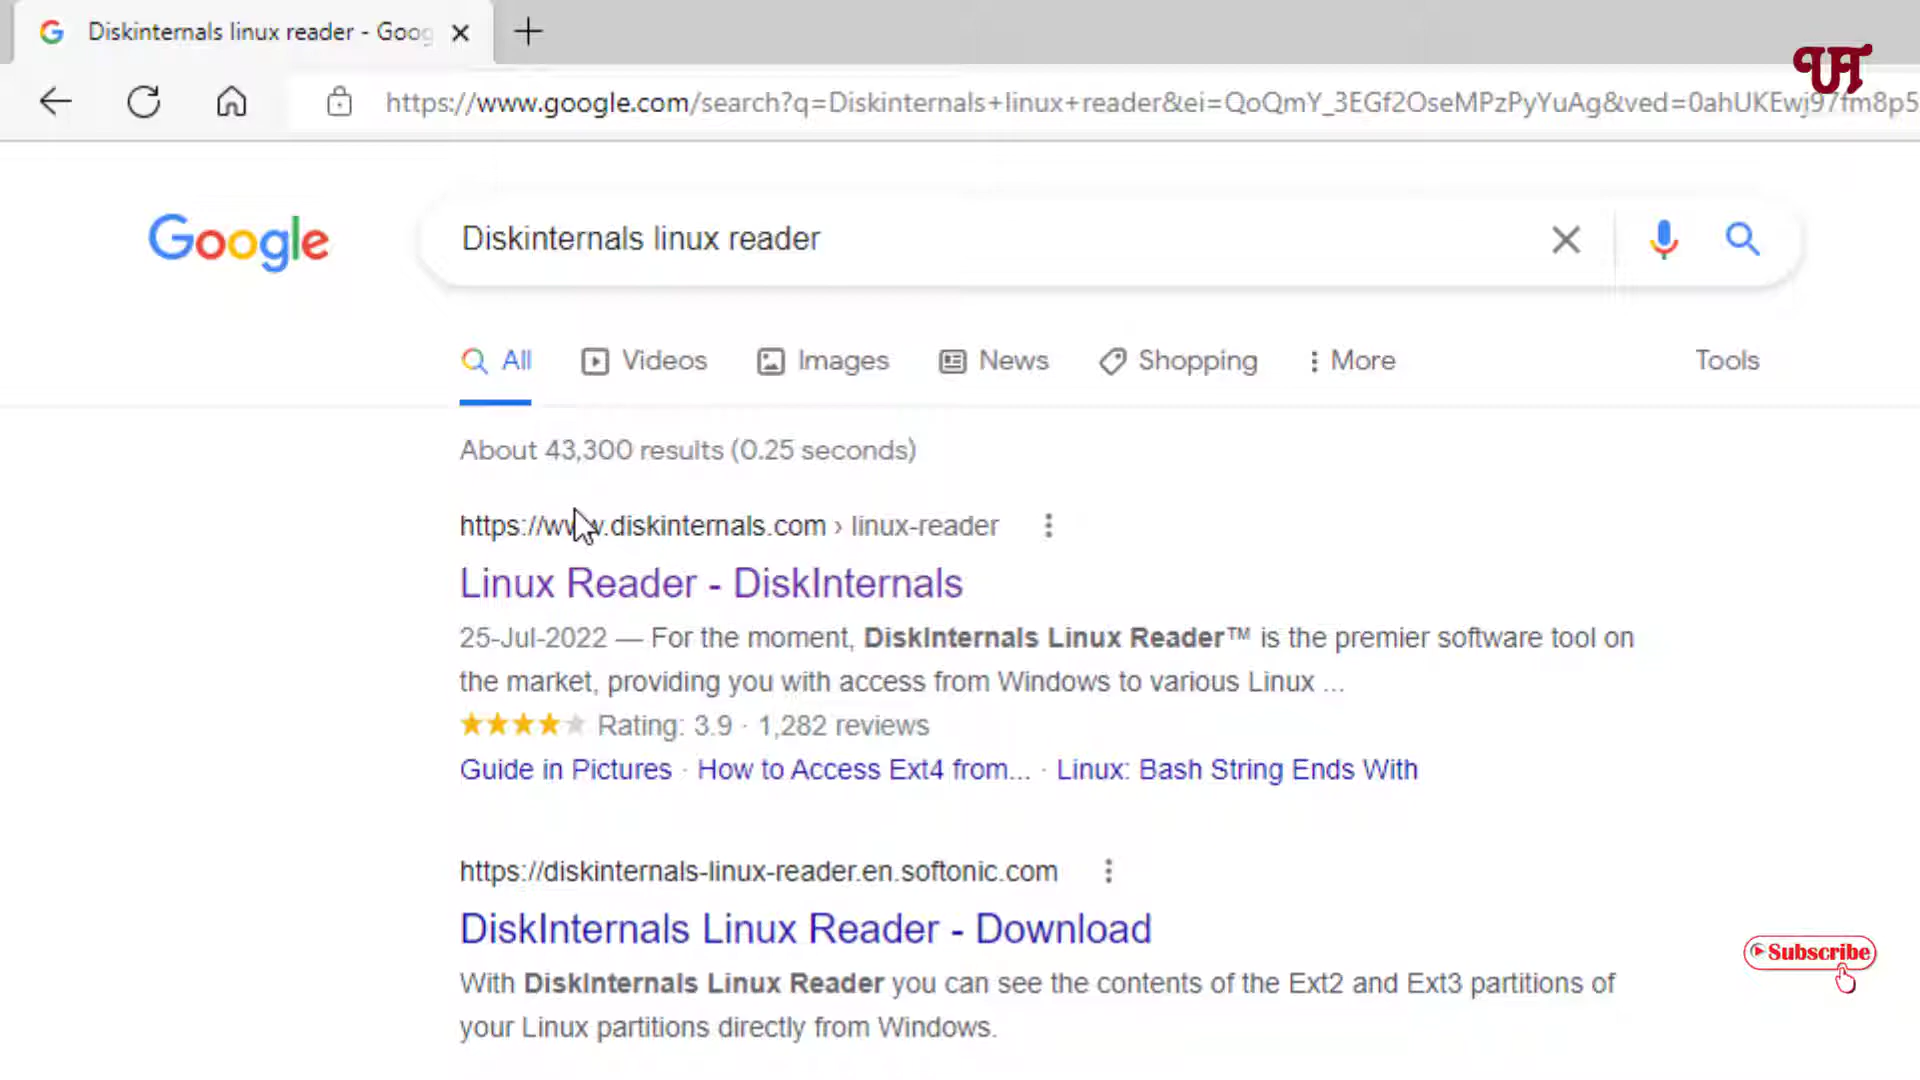 Diskinternals linux reader - Goog
UT
https://www.google.com/search?q=Diskinternals+linux+reader&ei=QoQmY_3EGf2OseMPzPyYuAg&ved=0ahUKEwj97fm8p5
Google
Diskinternals linux reader
All Videos Images News Shopping More Tools
About 43,300 results (0.25 seconds)
https://www.diskinternals.com › linux-reader
Linux Reader - DiskInternals
25-Jul-2022 — For the moment, DiskInternals Linux Reader™ is the premier software tool on
the market, providing you with access from Windows to various Linux ...
Rating: 3.9 · 1,282 reviews
Guide in Pictures · How to Access Ext4 from... · Linux: Bash String Ends With
https://diskinternals-linux-reader.en.softonic.com
DiskInternals Linux Reader - Download
Subscribe
With DiskInternals Linux Reader you can see the contents of the Ext2 and Ext3 partitions of
your Linux partitions directly from Windows.